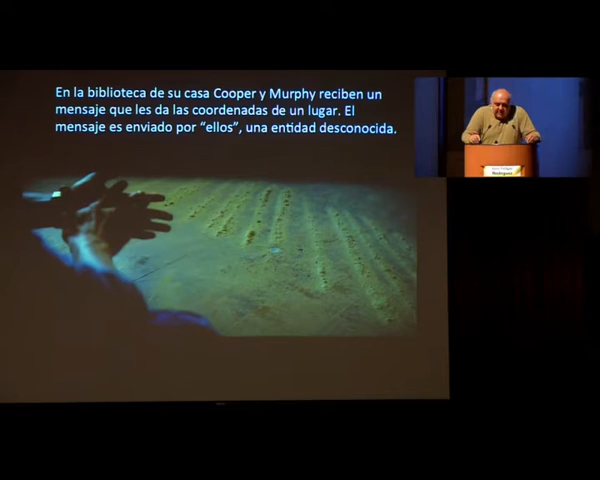 En la biblioteca de su casa Cooper y Murphy reciben un
mensaje que les da las coordenadas de un lugar. El
mensaje es enviado por “ellos”, una entidad desconocida.
Rodríguez